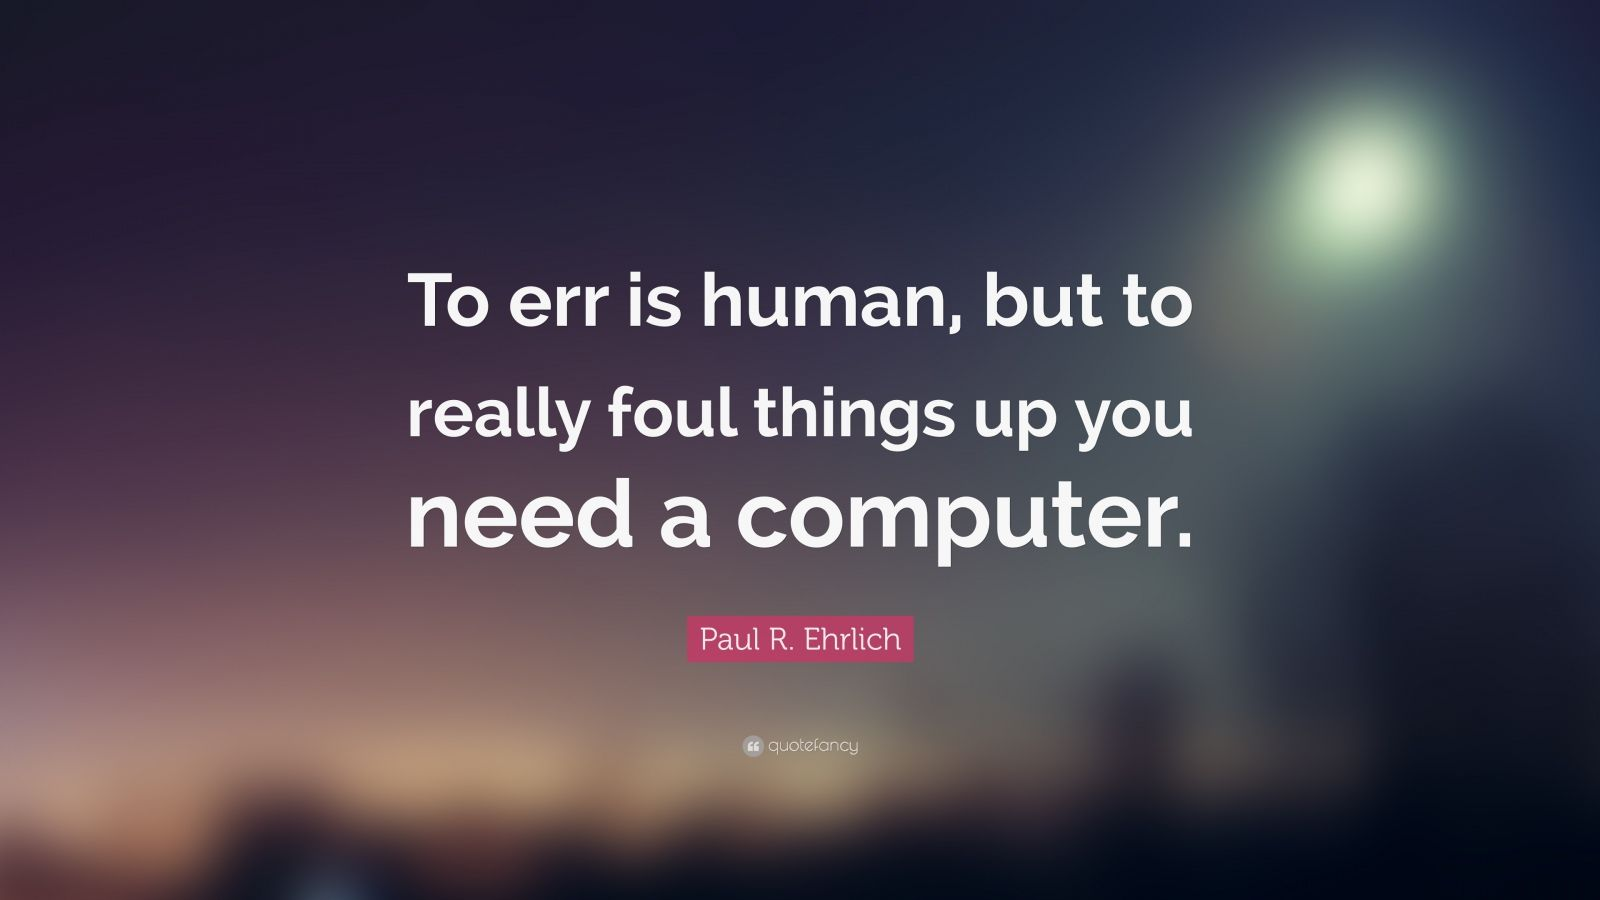 To err is human, but to
really foul things up you
need a computer.
Paul R. Ehrlich
quotefancy